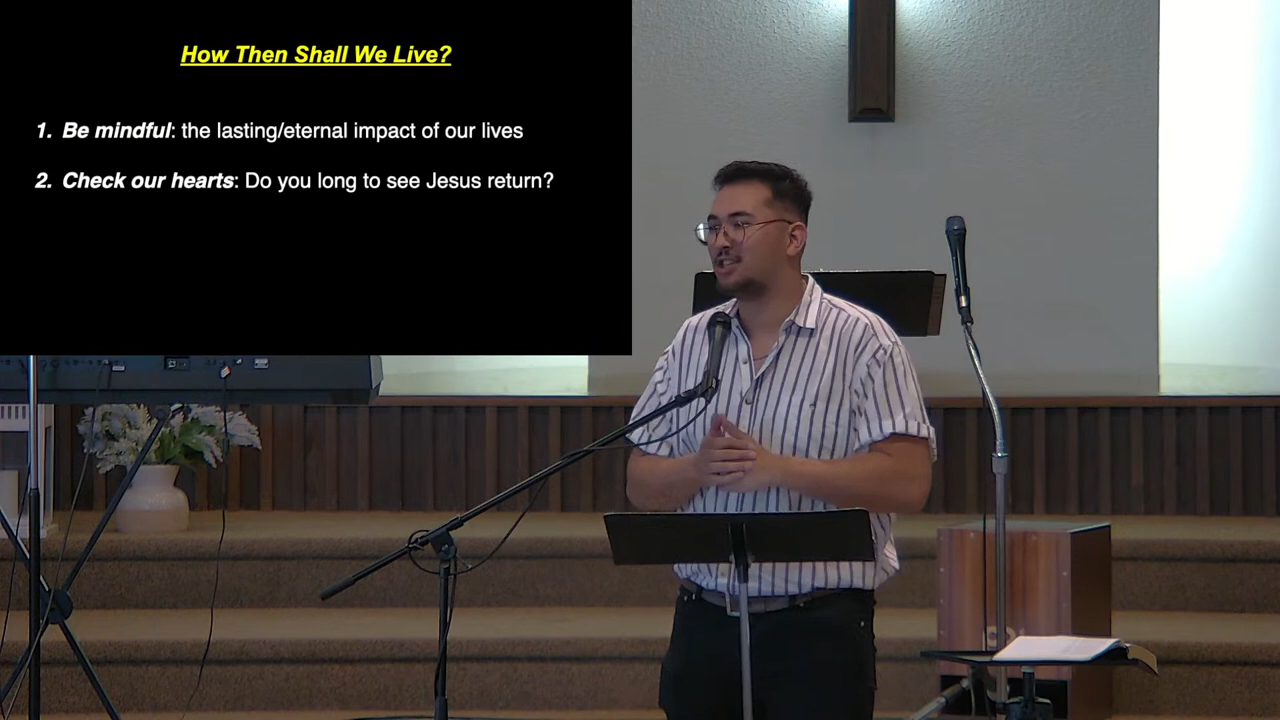 How Then Shall We Live?
1. Be mindful: the lasting/eternal impact of our lives
2. Check our hearts: Do you long to see Jesus return?